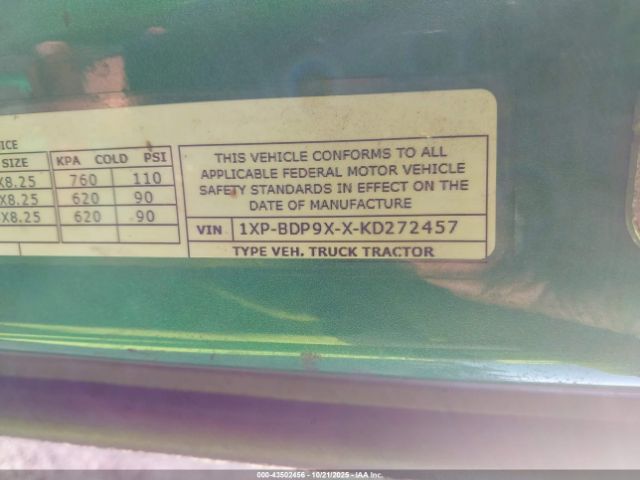 ICE
SIZE KPA COLD PSI
X8.25 760 110
X8.25 620 90
X8.25 620 90
THIS VEHICLE CONFORMS TO ALL
APPLICABLE FEDERAL MOTOR VEHICLE
SAFETY STANDARDS IN EFFECT ON THE
DATE OF MANUFACTURE
VIN 1XP-BDP9X-X-KD272457
TYPE VEH. TRUCK TRACTOR
000-43502456 - 10/21/2025 - IAA Inc.